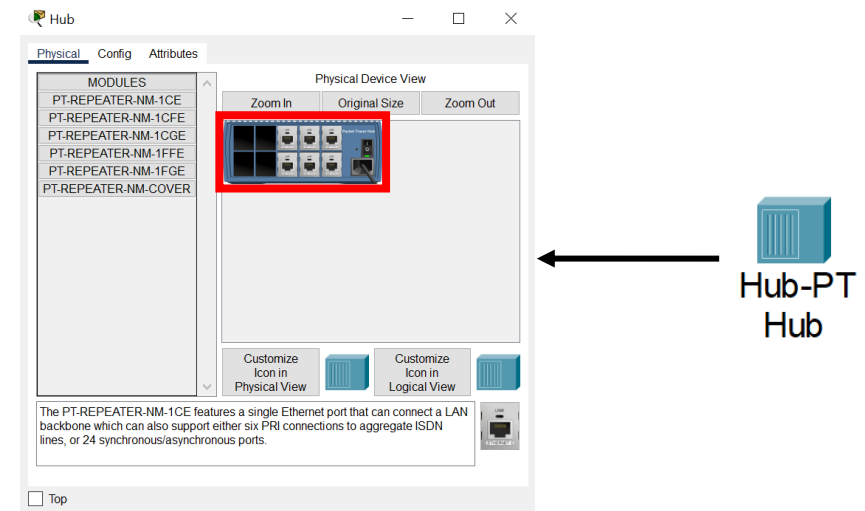 Hub
Physical Config Attributes
MODULES
PT-REPEATER-NM-1CE
PT-REPEATER-NM-1CFE
PT-REPEATER-NM-1CGE
PT-REPEATER-NM-1FFE
PT-REPEATER-NM-1FGE
PT-REPEATER-NM-COVER
Physical Device View
Zoom In Original Size Zoom Out
Packet Tracer Hub
Customize
Icon in
Physical View
Customize
Icon in
Logical View
The PT-REPEATER-NM-1CE features a single Ethernet port that can connect a LAN
backbone which can also support either six PRI connections to aggregate ISDN
lines, or 24 synchronous/asynchronous ports.
LINK
Top
Hub-PT
Hub